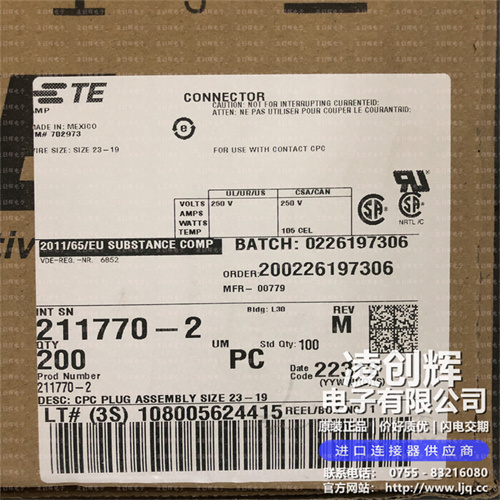 TE
AMP
MADE IN: MEXICO
M# 782973
WIRE SIZE: SIZE 23-19
CONNECTOR
CAUTION: NOT FOR INTERRUPTING CURRENT
ATTEN: NE PAS UTILISER POUR COUPER LE COURANT
FOR USE WITH CONTACT CPC
UL/UR/US CSA/CAN
VOLTS 250 V 250 V
AMPS
WATTS
TEMP 105 CEL
NRTL/C
2011/65/EU SUBSTANCE COMP
VDE-REG.-NR. 6852
BATCH: 0226197306
ORDER: 200226197306
MFR- 00779
INT SN
211770-2
Bldg: L30
REV
M
QTY
200
UM
PC
Std Qty: 100
Date Code
Prod Number
211770-2
DESC: CPC PLUG ASSEMBLY SIZE 23-19
LT# (3S) 108005624415
凌创辉
电子有限公司
原装正品 | 价好质优 | 闪电交期
进口连接器供应商
联系电话: 0755-83216080
官方网站: http://www.ljq.cc